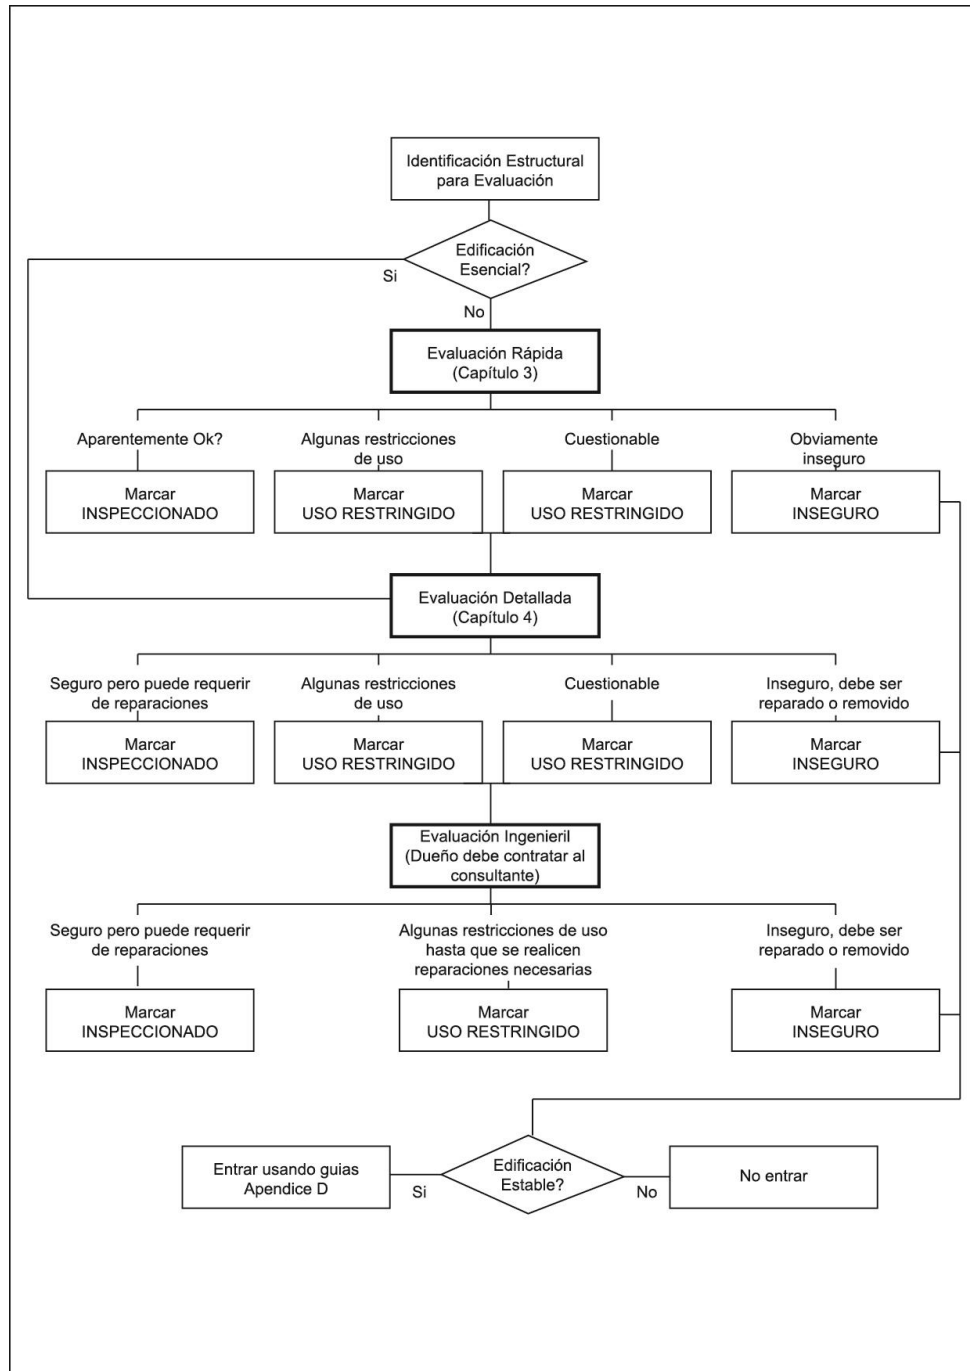 Identificación Estructural
para Evaluación
Edificación
Esencial?
Si
No
Evaluación Rápida
(Capítulo 3)
Aparentemente Ok?
Algunas restricciones
de uso
Cuestionable
Obviamente
inseguro
Marcar
INSPECCIONADO
Marcar
USO RESTRINGIDO
Marcar
USO RESTRINGIDO
Marcar
INSEGURO
Evaluación Detallada
(Capítulo 4)
Seguro pero puede requerir
de reparaciones
Algunas restricciones
de uso
Cuestionable
Inseguro, debe ser
reparado o removido
Marcar
INSPECCIONADO
Marcar
USO RESTRINGIDO
Marcar
USO RESTRINGIDO
Marcar
INSEGURO
Evaluación Ingenieril
(Dueño debe contratar al
consultante)
Seguro pero puede requerir
de reparaciones
Algunas restricciones de uso
hasta que se realicen
reparaciones necesarias
Inseguro, debe ser
reparado o removido
Marcar
INSPECCIONADO
Marcar
USO RESTRINGIDO
Marcar
INSEGURO
Entrar usando guias
Apendice D
Si
Edificación
Estable?
No
No entrar